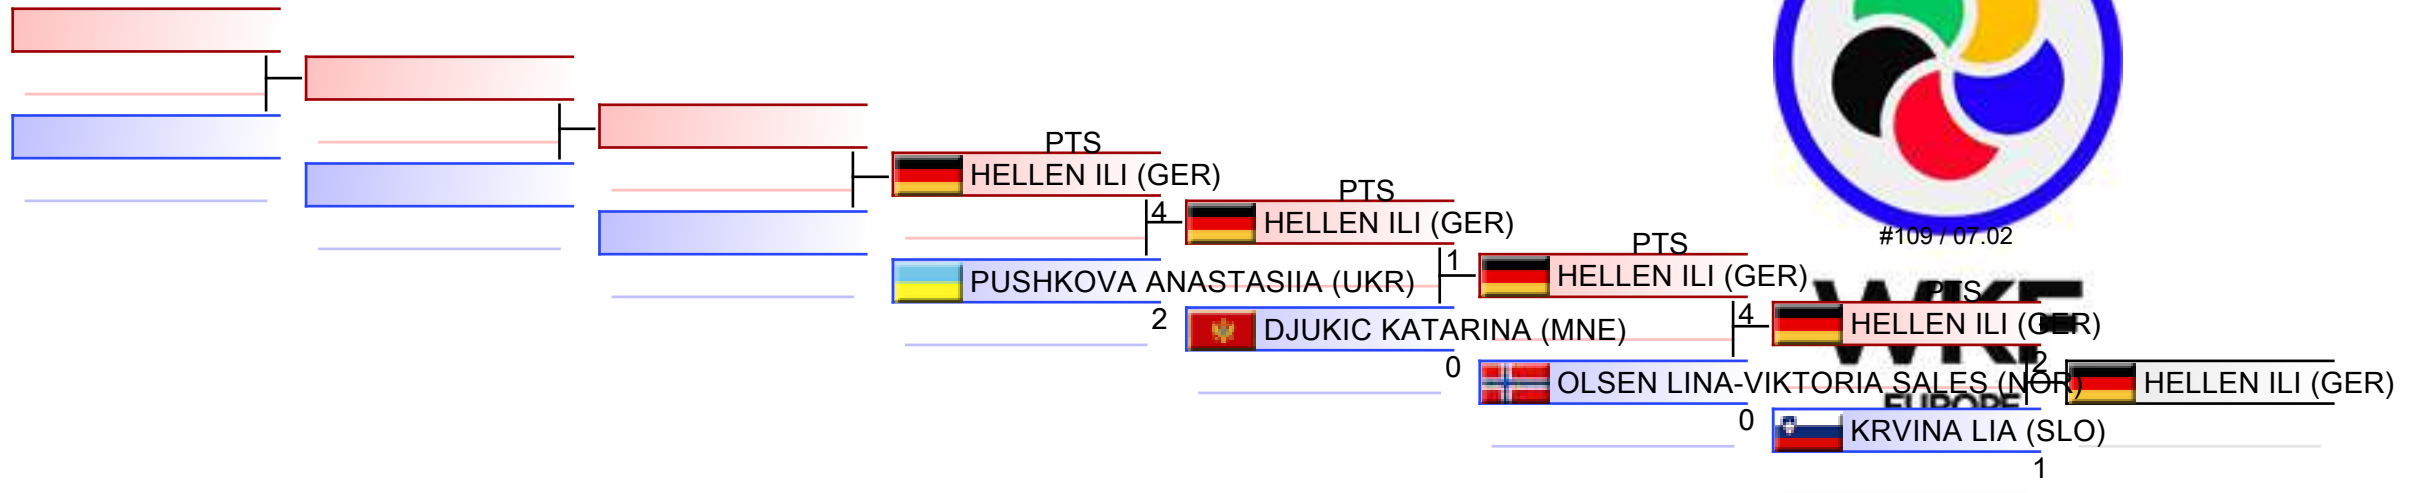 PTS
HELLEN ILI (GER)
4
PUSHKOVA ANASTASIIA (UKR)
2
PTS
HELLEN ILI (GER)
1
DJUKIC KATARINA (MNE)
0
PTS
HELLEN ILI (GER)
4
OLSEN LINA-VIKTORIA SALES (NOR)
0
#109 / 07.02
WKF
EUROPE
PTS
HELLEN ILI (GER)
2
KRVINA LIA (SLO)
1
HELLEN ILI (GER)